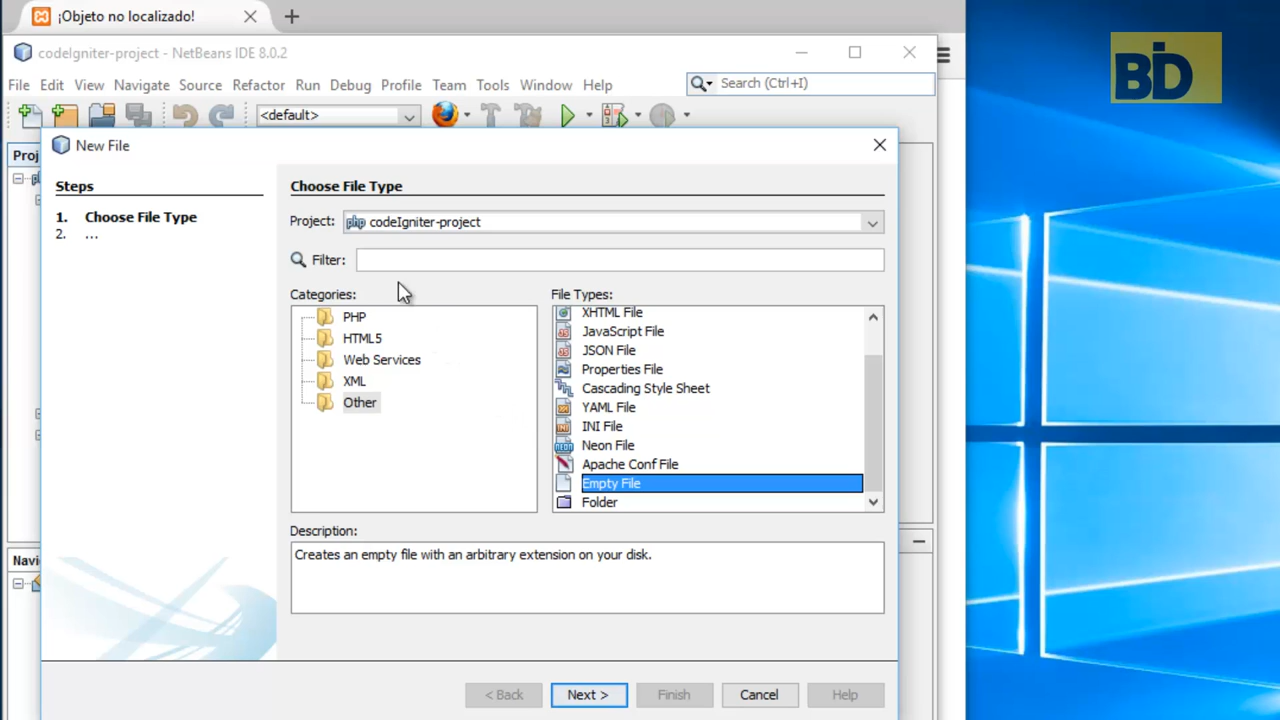 ¡Objeto no localizado!
codeIgniter-project - NetBeans IDE 8.0.2
File Edit View Navigate Source Refactor Run Debug Profile Team Tools Window Help
Search (Ctrl+I)
<default>
BID
New File
Steps
1. Choose File Type
2. ...
Choose File Type
Project: php codeIgniter-project
Filter:
Categories:
PHP
HTML5
Web Services
XML
Other
File Types:
XHTML File
JavaScript File
JSON File
Properties File
Cascading Style Sheet
YAML File
INI File
Neon File
Apache Conf File
Empty File
Folder
Description:
Creates an empty file with an arbitrary extension on your disk.
< Back Next > Finish Cancel Help